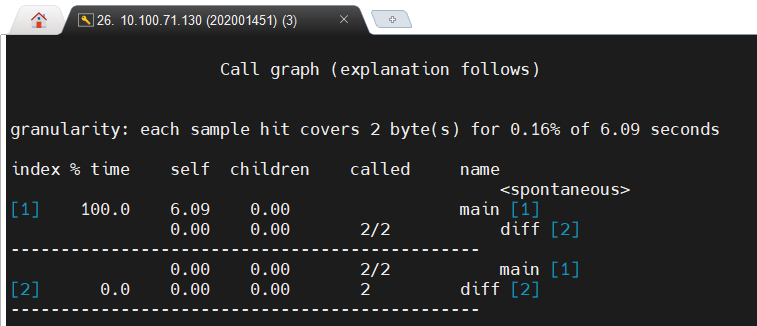 26. 10.100.71.130 (202001451) (3)
Call graph (explanation follows)
granularity: each sample hit covers 2 byte(s) for 0.16% of 6.09 seconds
index % time self children called name
<spontaneous>
[1] 100.0 6.09 0.00 main [1]
0.00 0.00 2/2 diff [2]
-----------------------------------------------
0.00 0.00 2/2 main [1]
[2] 0.0 0.00 0.00 2 diff [2]
-----------------------------------------------